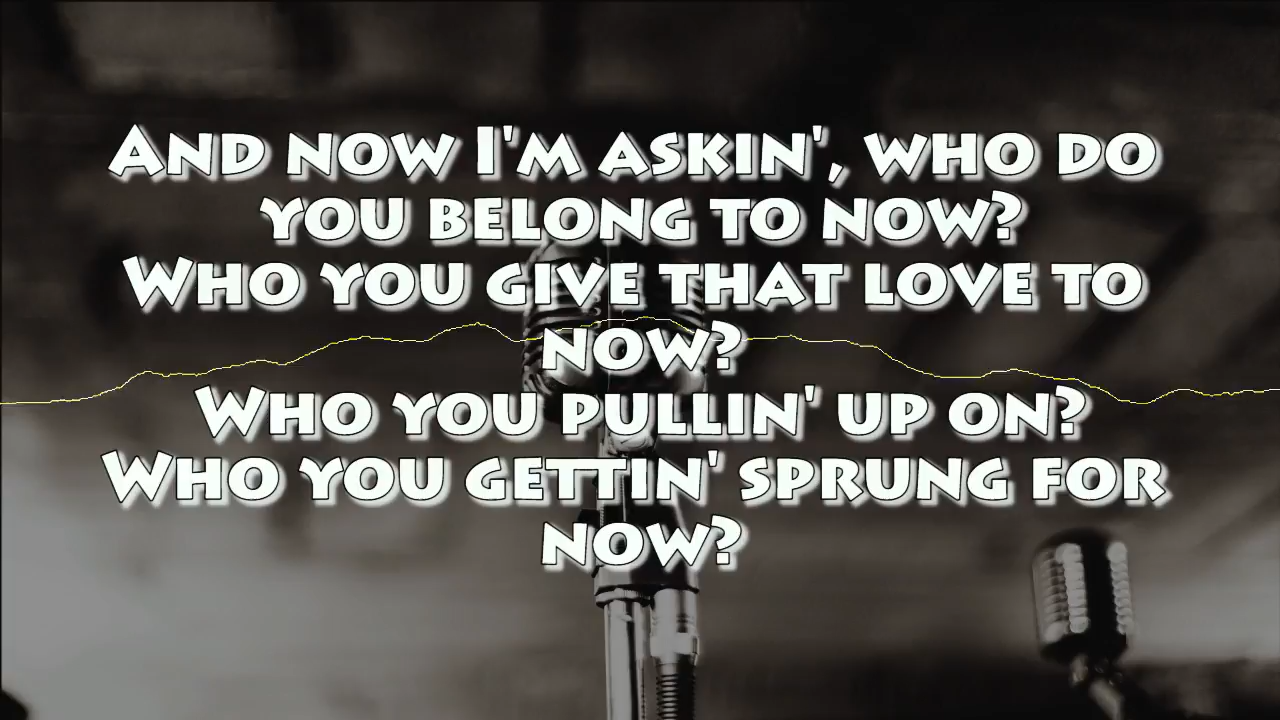 And now I'm askin', who do
you belong to now?
Who you give that love to
now?
Who you pullin' up on?
Who you gettin' sprung for
now?